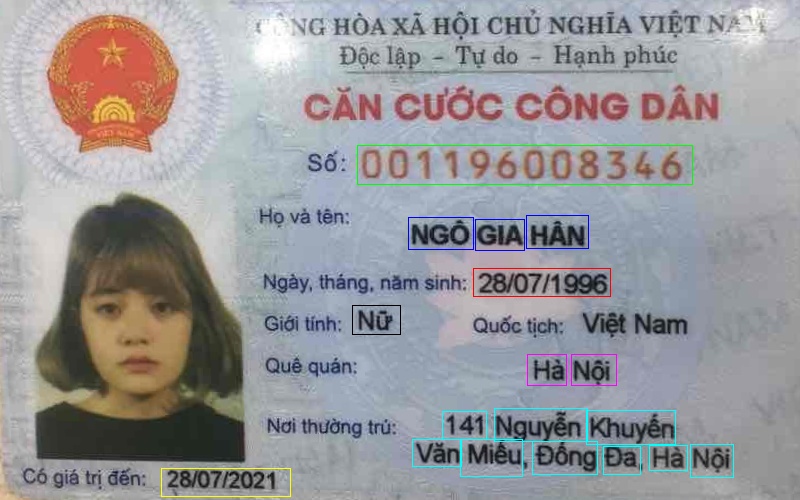 CỘNG HÒA XÃ HỘI CHỦ NGHĨA VIỆT NAM
Độc lập - Tự do - Hạnh phúc
CĂN CƯỚC CÔNG DÂN
Số: 001196008346
Họ và tên:
NGÔ GIA HÂN
Ngày, tháng, năm sinh: 28/07/1996
Giới tính: Nữ Quốc tịch: Việt Nam
Quê quán: Hà Nội
Nơi thường trú: 141 Nguyễn Khuyến
Văn Miếu, Đống Đa, Hà Nội
Có giá trị đến: 28/07/2021
VIỆT NAM